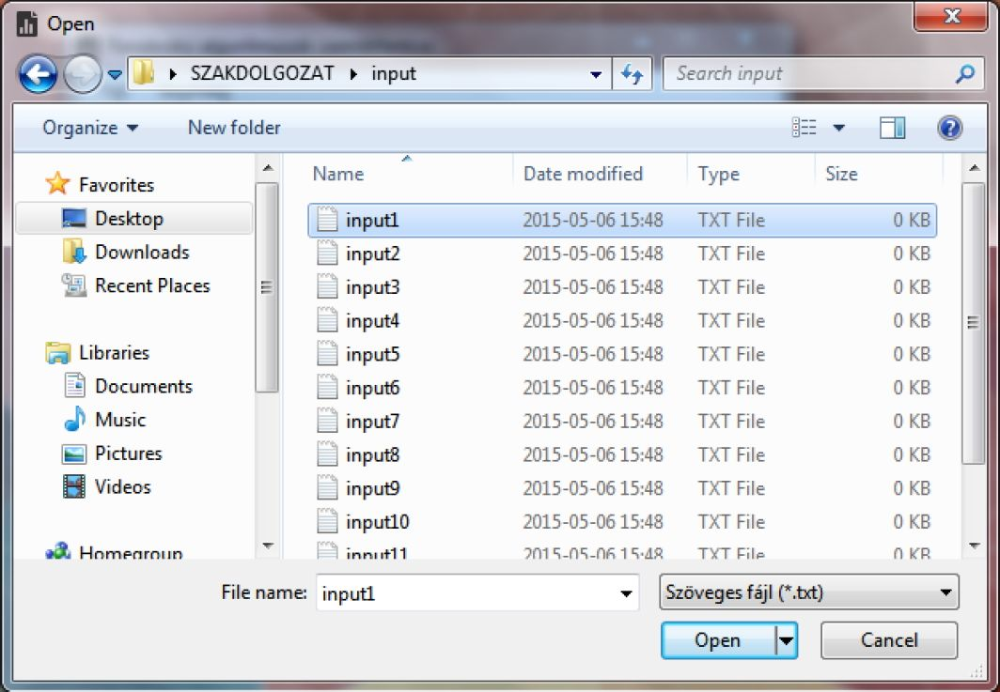 Open
SZAKDOLGOZAT input
Search input
Organize New folder
Favorites
Desktop
Downloads
Recent Places
Libraries
Documents
Music
Pictures
Videos
Homegroup
Name Date modified Type Size
input1 2015-05-06 15:48 TXT File 0 KB
input2 2015-05-06 15:48 TXT File 0 KB
input3 2015-05-06 15:48 TXT File 0 KB
input4 2015-05-06 15:48 TXT File 0 KB
input5 2015-05-06 15:48 TXT File 0 KB
input6 2015-05-06 15:48 TXT File 0 KB
input7 2015-05-06 15:48 TXT File 0 KB
input8 2015-05-06 15:48 TXT File 0 KB
input9 2015-05-06 15:48 TXT File 0 KB
input10 2015-05-06 15:48 TXT File 0 KB
input11 2015-05-06 15:48 TXT File 0 KB
File name: input1 Szöveges fájl (*.txt)
Open Cancel